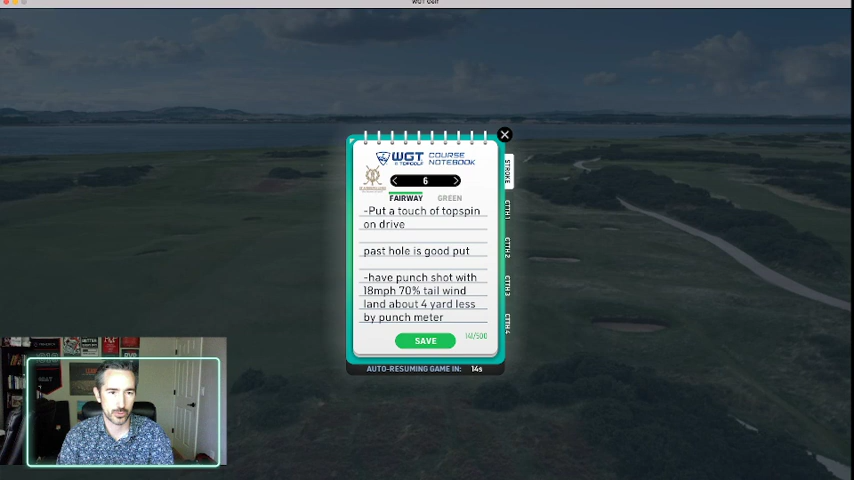 WGT Golf
WGT
BY TOPGOLF
COURSE
NOTEBOOK
6
FAIRWAY
GREEN
-Put a touch of topspin
on drive
past hole is good put
-have punch shot with
18mph 70% tail wind
land about 4 yard less
by punch meter
SAVE
141/500
AUTO-RESUMING GAME IN: 14s
STROKE
CTTH 1
CTTH 2
CTTH 3
CTTH 4